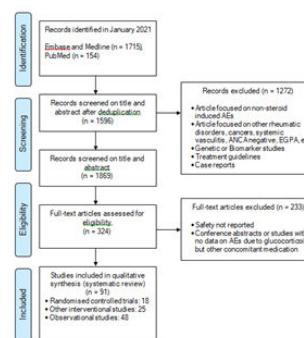 Identification
Records identified in January 2021
Embase and Medline (n = 1715),
PubMed (n = 154)
Screening
Records screened on title and
abstract after deduplication
(n = 1596)
Records excluded (n = 1272)
• Article focused on non-steroid
induced AEs
• Article focused on other rheumatic
disorders, cancers, systemic
vasculitis, ANCA negative, EGPA,
• Genetic or Biomarker studies
• Treatment guidelines
• Case reports
Records screened on title and
abstract
(n = 1869)
Eligibility
Full-text articles assessed for
eligibility
(n = 324)
Full-text articles excluded (n = 233)
• Safety not reported
• Conference abstracts or studies wit
no data on AEs due to glucocortico
but other concomitant medication
Included
Studies included in qualitative
synthesis (systematic review)
(n = 91)
• Randomised controlled trials: 18
• Other interventional studies: 25
• Observational studies: 48